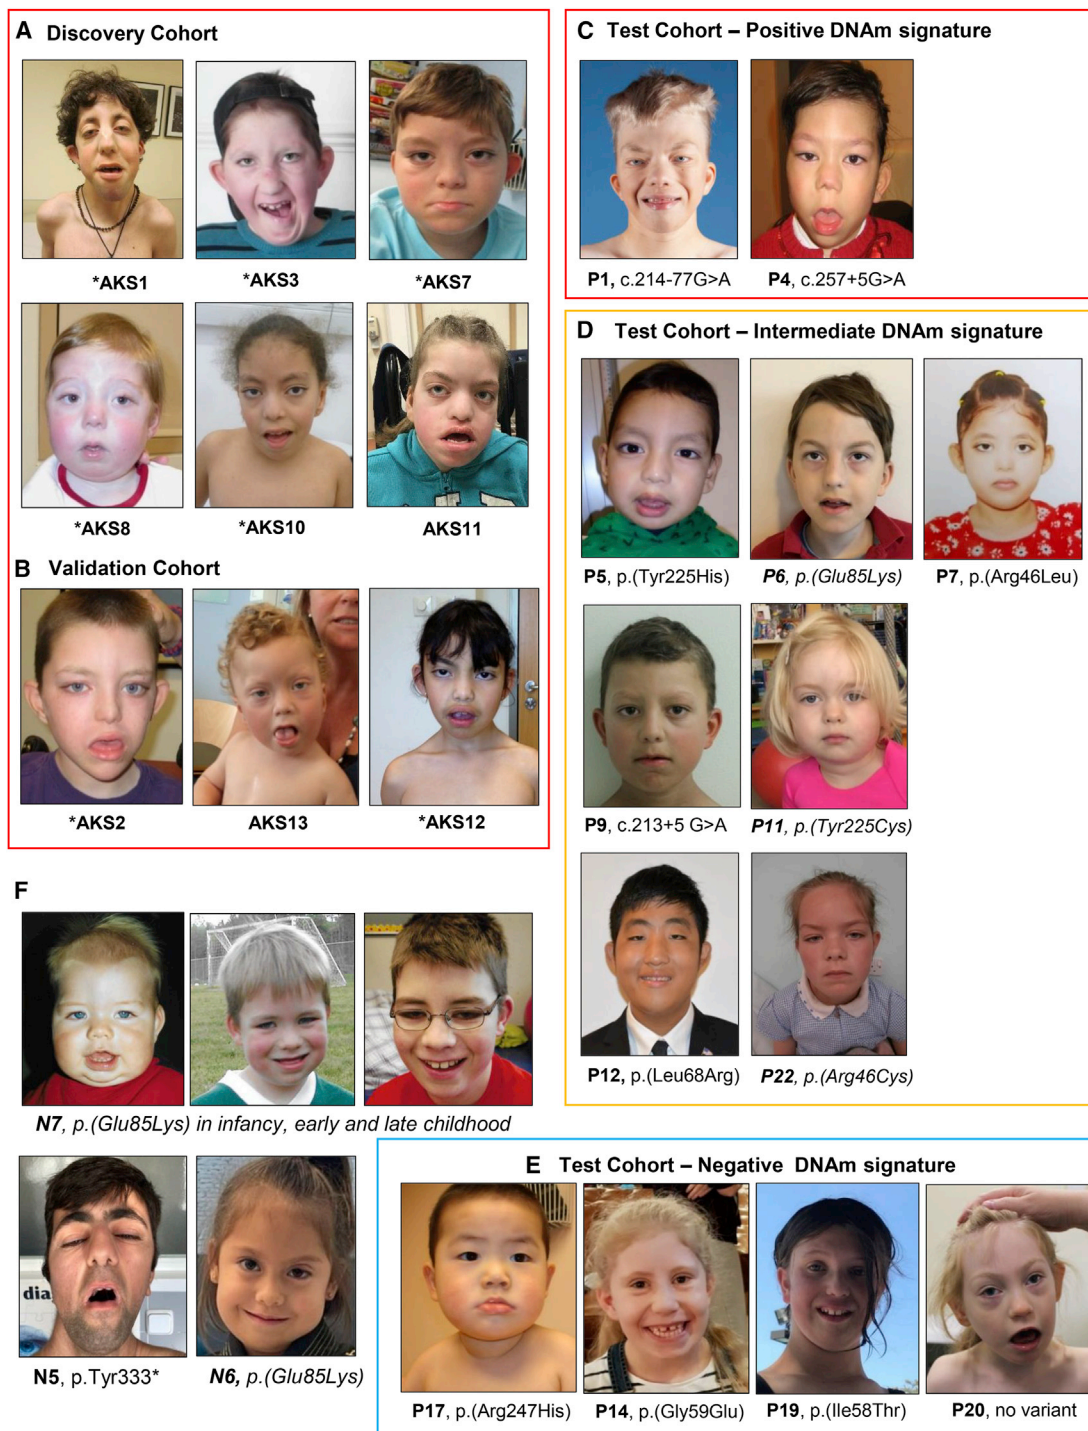 A Discovery Cohort
*AKS1
*AKS3
*AKS7
*AKS8
*AKS10
AKS11
B Validation Cohort
*AKS2
AKS13
*AKS12
C Test Cohort – Positive DNAm signature
P1, c.214-77G>A
P4, c.257+5G>A
D Test Cohort – Intermediate DNAm signature
P5, p.(Tyr225His)
P6, p.(Glu85Lys)
P7, p.(Arg46Leu)
P9, c.213+5 G>A
P11, p.(Tyr225Cys)
P12, p.(Leu68Arg)
P22, p.(Arg46Cys)
F
N7, p.(Glu85Lys) in infancy, early and late childhood
dia
N5, p.Tyr333*
N6, p.(Glu85Lys)
E Test Cohort – Negative DNAm signature
P17, p.(Arg247His)
P14, p.(Gly59Glu)
P19, p.(Ile58Thr)
P20, no variant